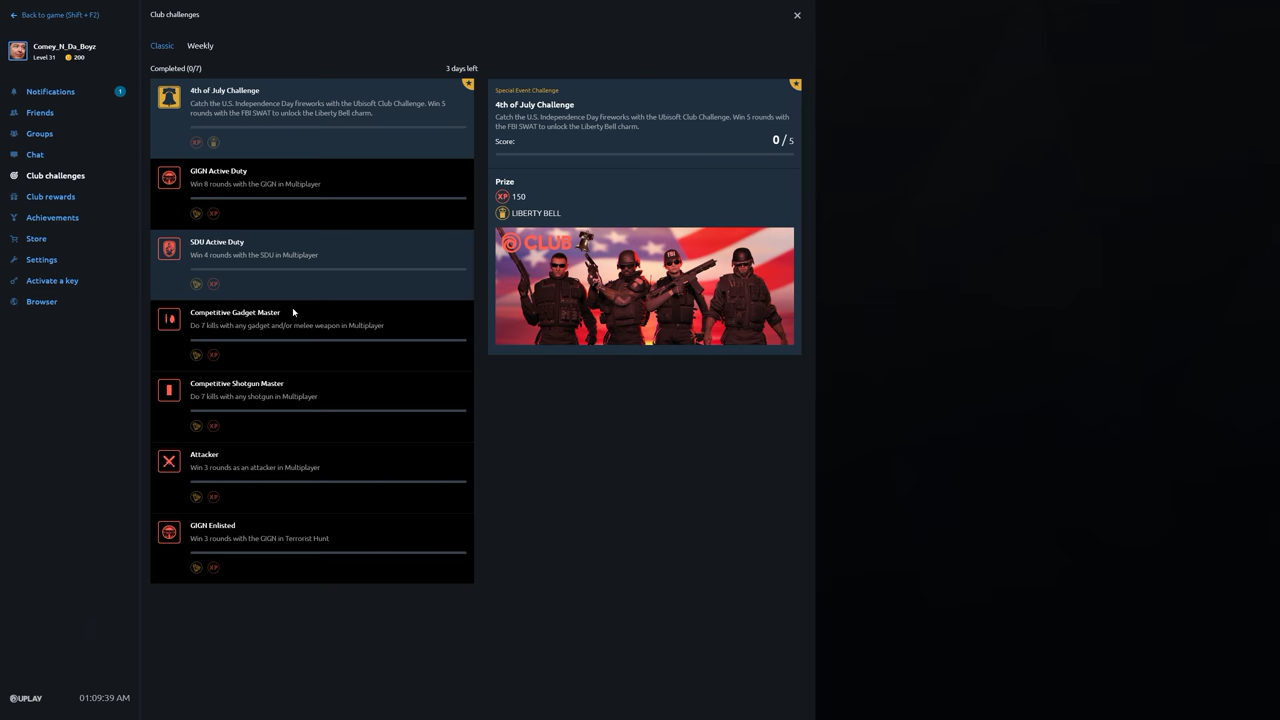 Back to game (Shift + F2)
Comey_N_Da_Boyz
Level 31 200
Notifications 1
Friends
Groups
Chat
Club challenges
Club rewards
Achievements
Store
Settings
Activate a key
Browser
UPLAY
01:09:39 AM
Club challenges
Classic Weekly
Completed (0/7) 3 days left
4th of July Challenge
Catch the U.S. Independence Day fireworks with the Ubisoft Club Challenge. Win 5
rounds with the FBI SWAT to unlock the Liberty Bell charm.
XP
GIGN Active Duty
Win 8 rounds with the GIGN in Multiplayer
XP
SDU Active Duty
Win 4 rounds with the SDU in Multiplayer
XP
Competitive Gadget Master
Do 7 kills with any gadget and/or melee weapon in Multiplayer
XP
Competitive Shotgun Master
Do 7 kills with any shotgun in Multiplayer
XP
Attacker
Win 3 rounds as an attacker in Multiplayer
XP
GIGN Enlisted
Win 3 rounds with the GIGN in Terrorist Hunt
XP
Special Event Challenge
4th of July Challenge
Catch the U.S. Independence Day fireworks with the Ubisoft Club Challenge. Win 5
rounds with the FBI SWAT to unlock the Liberty Bell charm.
Score: 0 / 5
Prize
XP 150
LIBERTY BELL
CLUB
FBI